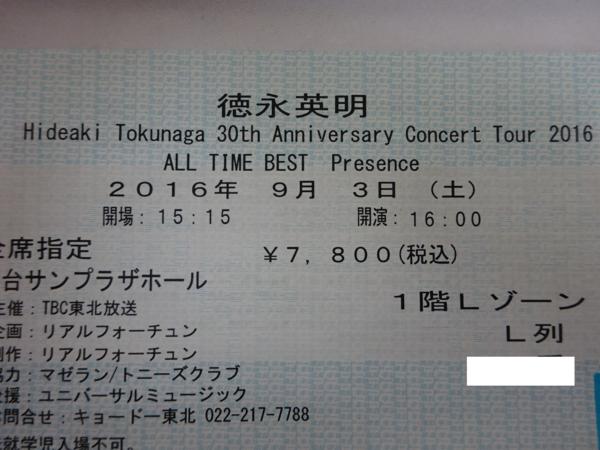 徳永英明
Hideaki Tokunaga 30th Anniversary Concert Tour 2016
ALL TIME BEST Presence
2016年 9月 3日 (土)
開場：15:15 開演：16:00
席指定
￥7,800(税込)
台サンプラザホール
1階Lゾーン
主催：TBC東北放送
L列
企画：リアルフォーチュン
制作：リアルフォーチュン
協力：マゼラン/トニーズクラブ
援：ユニバーサルミュージック
問合せ：キョードー東北 022-217-7788
就学児入場不可。